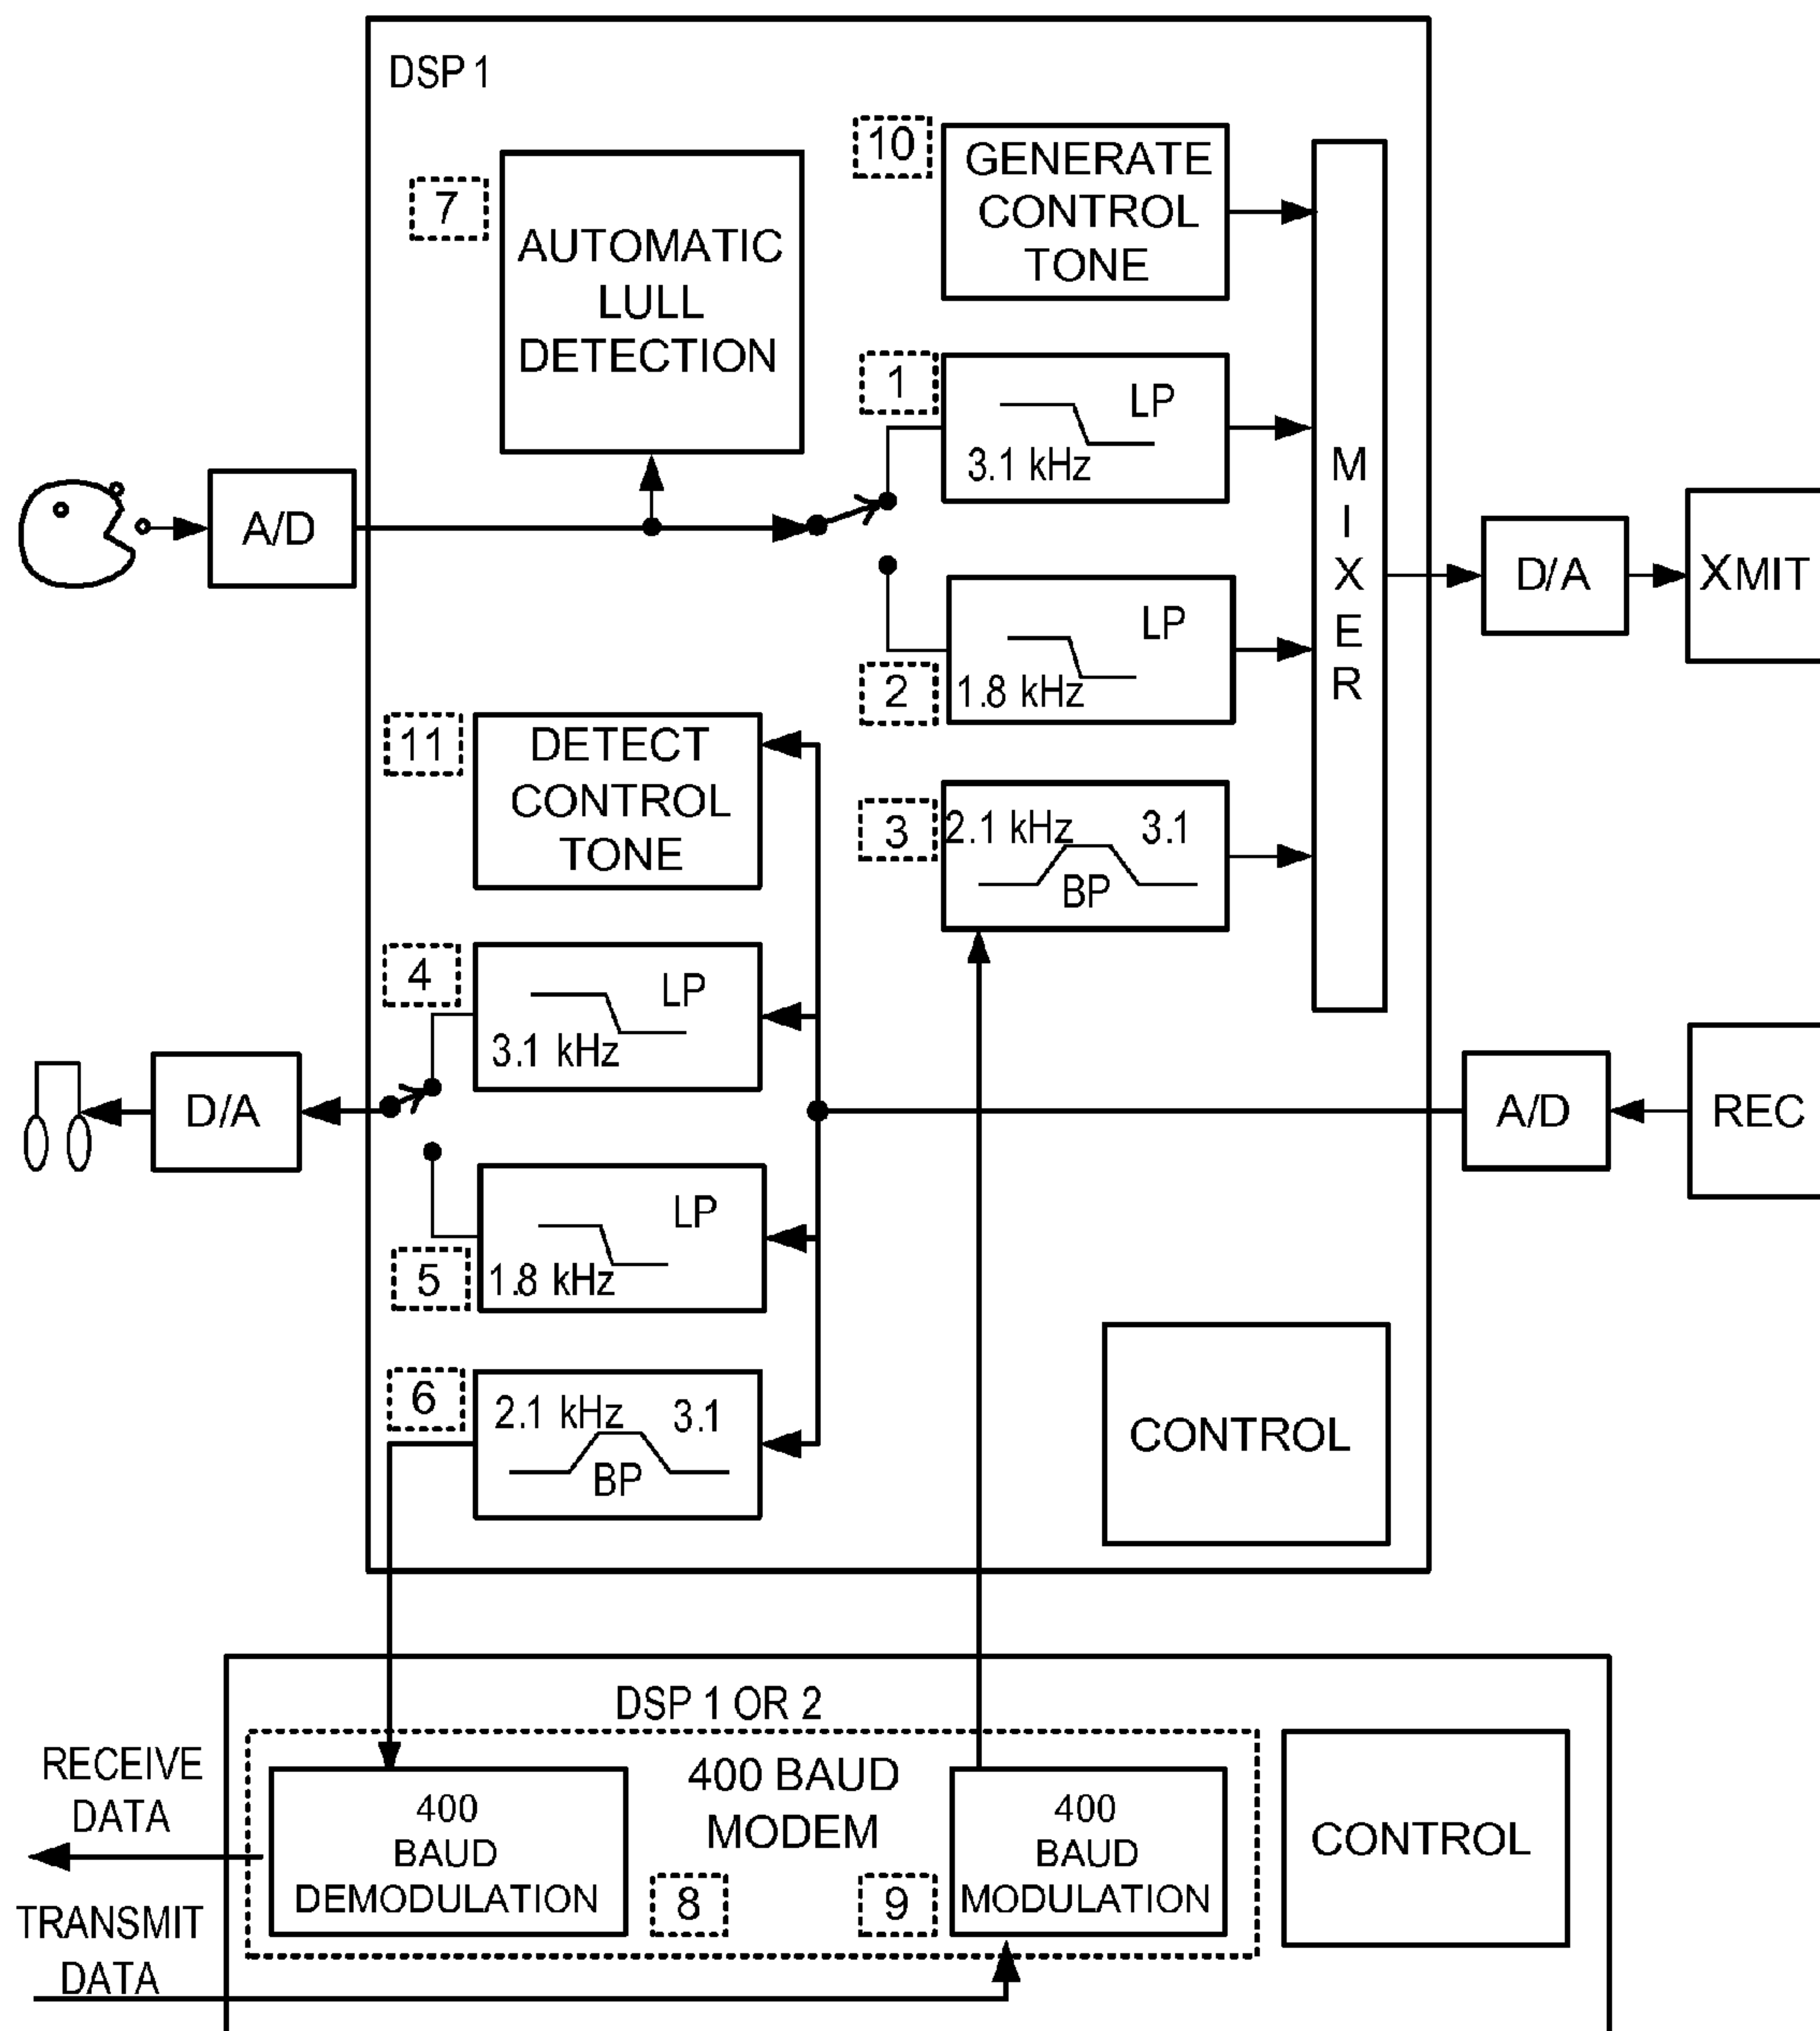 DSP 1
10
GENERATE
CONTROL
TONE
7
AUTOMATIC
LULL
DETECTION
1
LP
3.1 kHz
A/D
M
I
X
E
R
D/A
XMIT
2
LP
1.8 kHz
11
DETECT
CONTROL
TONE
3
2.1 kHz 3.1
BP
4
LP
3.1 kHz
D/A
A/D
REC
5
LP
1.8 kHz
6
2.1 kHz 3.1
BP
CONTROL
DSP 1 OR 2
400 BAUD
MODEM
RECEIVE
DATA
400
BAUD
DEMODULATION
8
9
400
BAUD
MODULATION
CONTROL
TRANSMIT
DATA